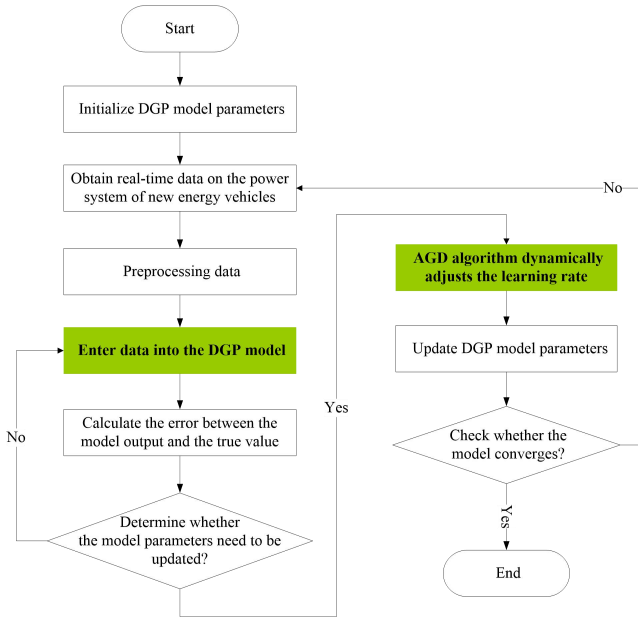 Start
Initialize DGP model parameters
Obtain real-time data on the power
system of new energy vehicles
Preprocessing data
Enter data into the DGP model
Calculate the error between the
model output and the true value
No
Determine whether
the model parameters need to be
updated?
Yes
No
AGD algorithm dynamically
adjusts the learning rate
Update DGP model parameters
Check whether the
model converges?
Yes
End